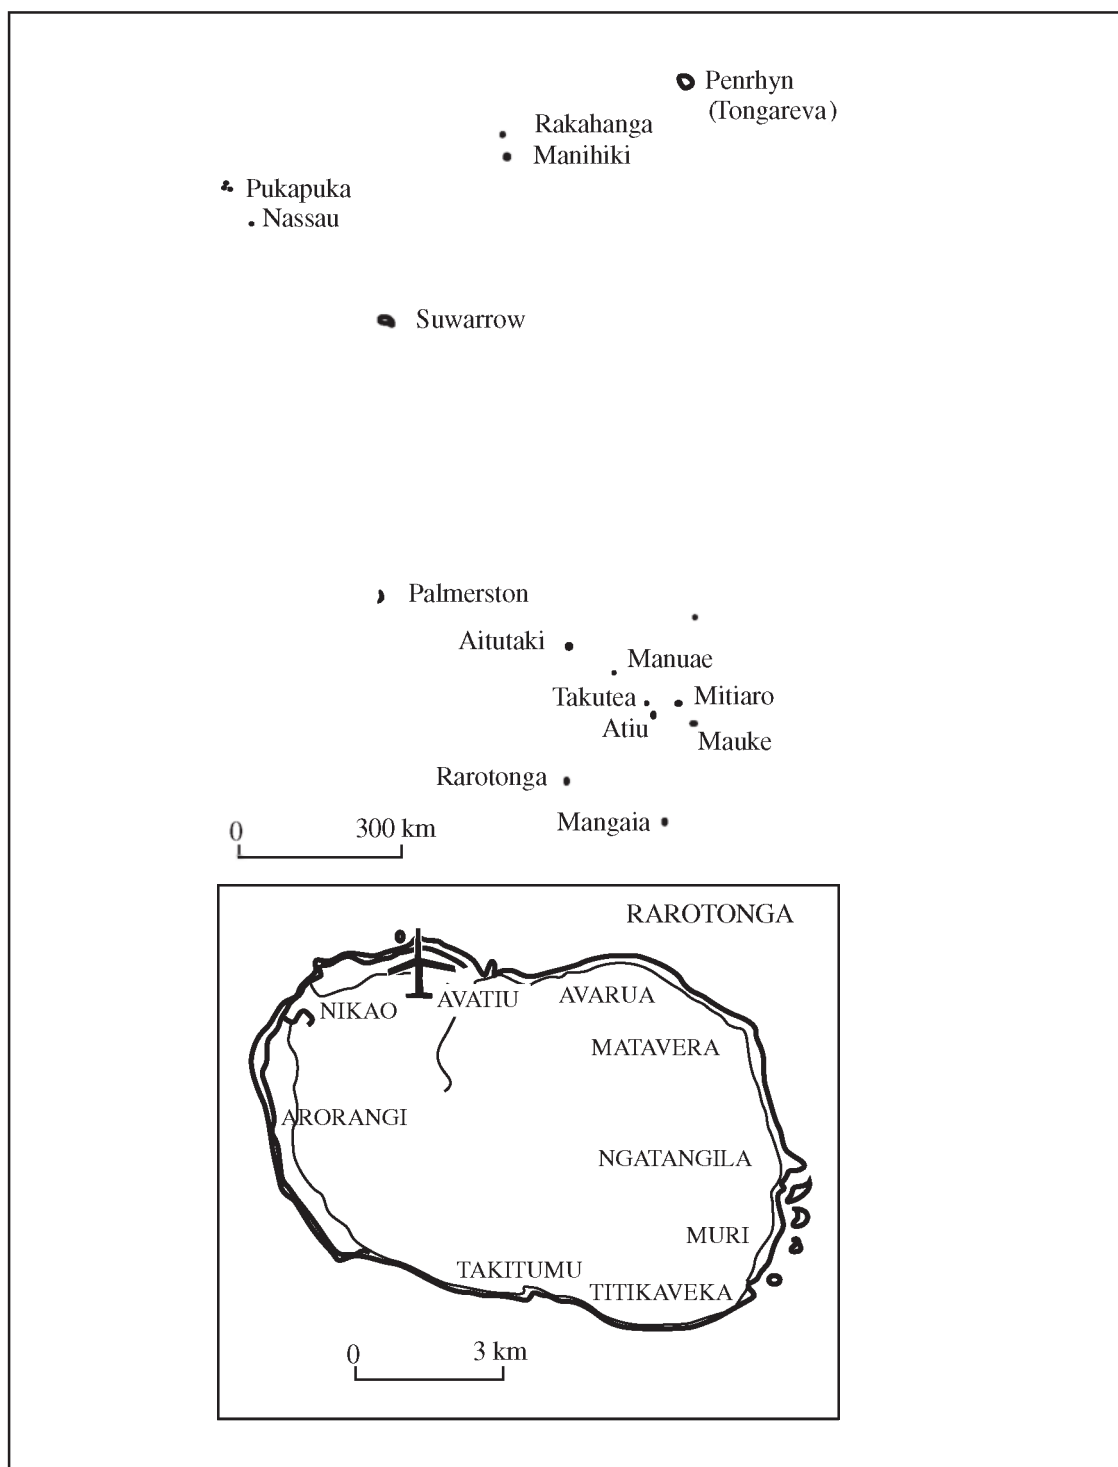 Penrhyn
(Tongareva)
Rakahanga
Manihiki
Pukapuka
Nassau
Suwarrow
Palmerston
Aitutaki
Manuae
Takutea
Mitiaro
Atiu
Mauke
Rarotonga
Mangaia
0 300 km
RAROTONGA
NIKAO
AVATIU
AVARUA
MATAVERA
ARORANGI
NGATANGILA
MURI
TAKITUMU
TITIKAVEKA
0 3 km